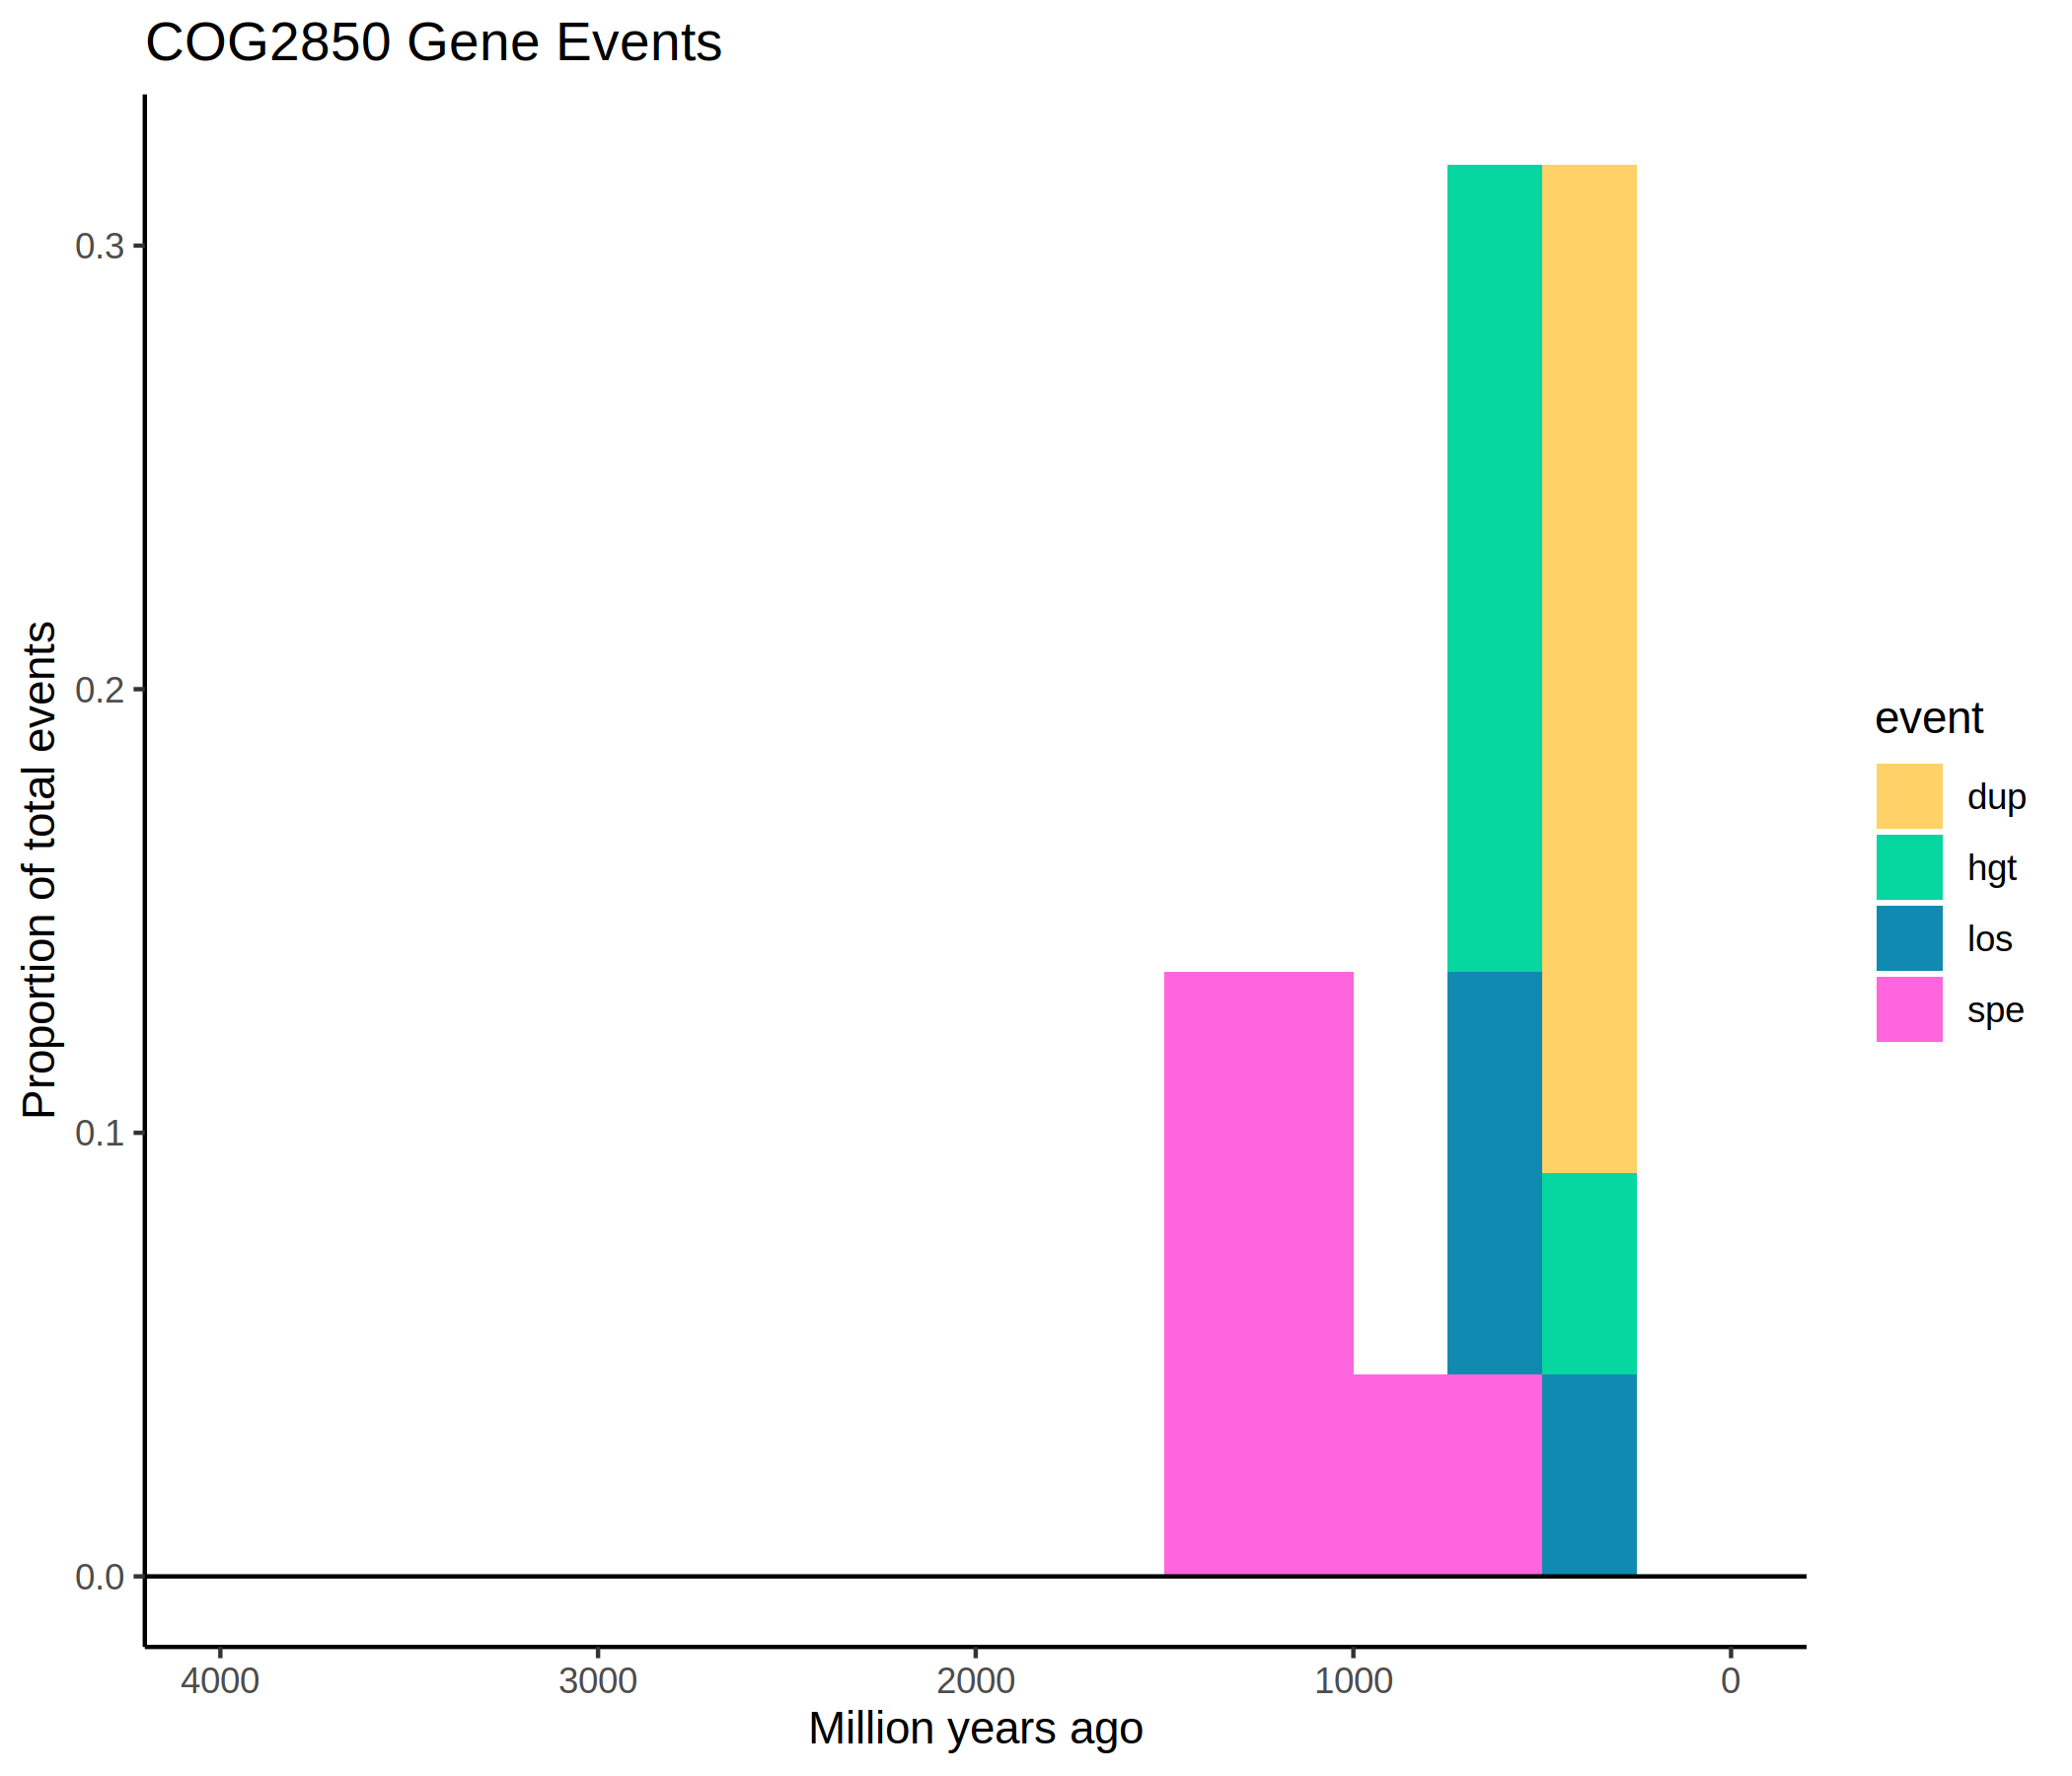 COG2850 Gene Events
Proportion of total events
0.3
0.2
0.1
0.0
4000 3000 2000 1000 0
Million years ago
event
dup
hgt
los
spe